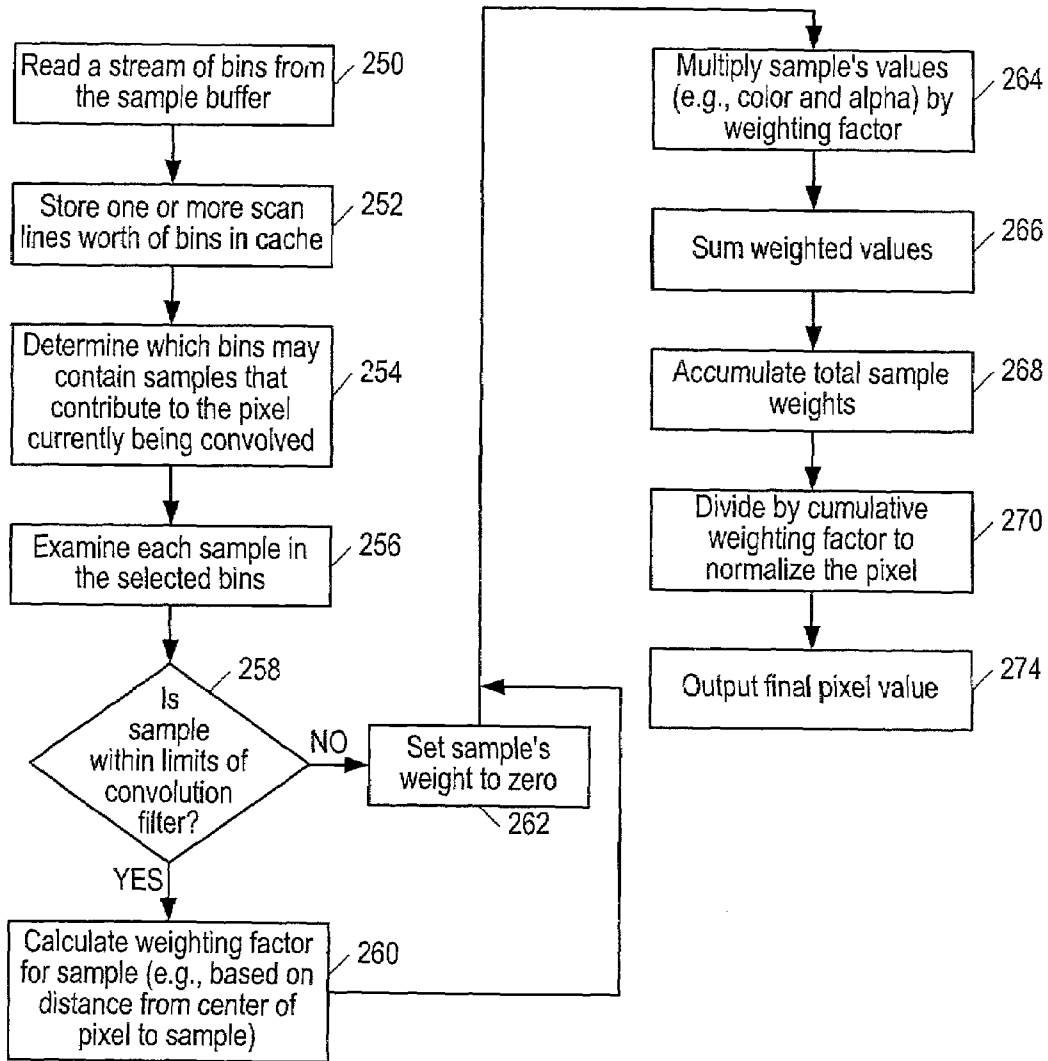 Read a stream of bins from
the sample buffer
250
Store one or more scan
lines worth of bins in cache
252
Determine which bins may
contain samples that
contribute to the pixel
currently being convolved
254
Examine each sample in
the selected bins
256
258
Is
sample
within limits of
convolution
filter?
NO
YES
Set sample's
weight to zero
262
Calculate weighting factor
for sample (e.g., based on
distance from center of
pixel to sample)
260
Multiply sample's values
(e.g., color and alpha) by
weighting factor
264
Sum weighted values
266
Accumulate total sample
weights
268
Divide by cumulative
weighting factor to
normalize the pixel
270
Output final pixel value
274